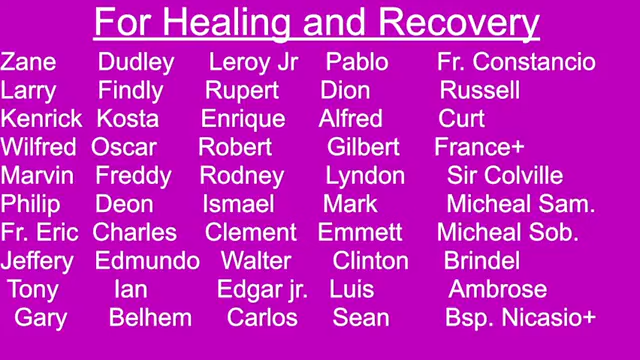 For Healing and Recovery
Zane Dudley Leroy Jr Pablo Fr. Constancio
Larry Findly Rupert Dion Russell
Kenrick Kosta Enrique Alfred Curt
Wilfred Oscar Robert Gilbert France+
Marvin Freddy Rodney Lyndon Sir Colville
Philip Deon Ismael Mark Micheal Sam.
Fr. Eric Charles Clement Emmett Micheal Sob.
Jeffery Edmundo Walter Clinton Brindel
Tony Ian Edgar jr. Luis Ambrose
Gary Belhem Carlos Sean Bsp. Nicasio+